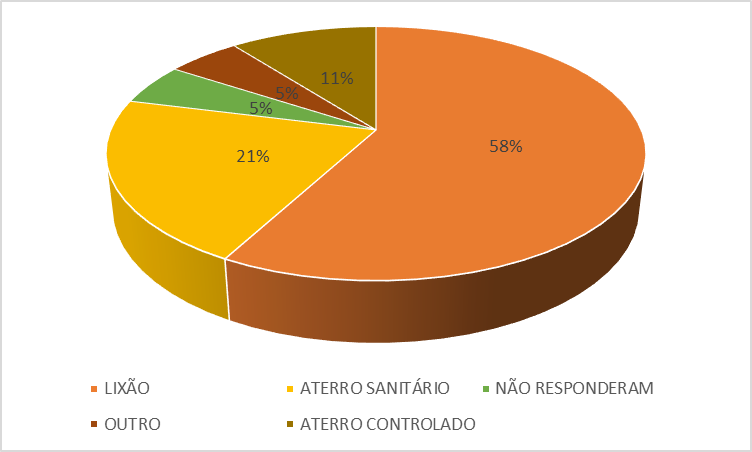 11%
5%
5%
58%
21%
LIXÃO
ATERRO SANITÁRIO
NÃO RESPONDERAM
OUTRO
ATERRO CONTROLADO